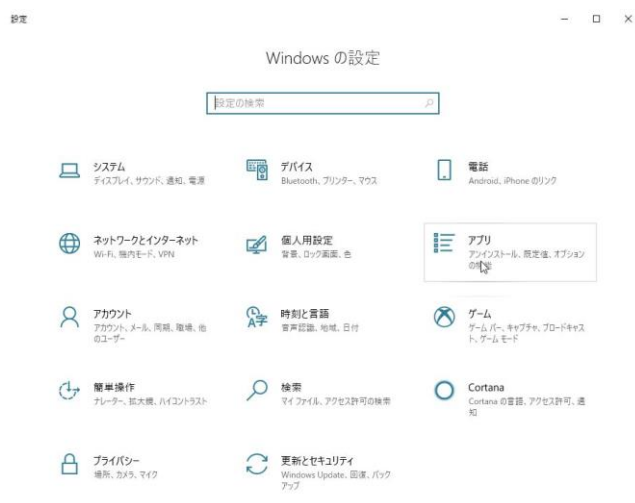 設定
Windows の設定
設定の検索
システム
ディスプレイ、サウンド、通知、電源
デバイス
Bluetooth、プリンター、マウス
電話
Android、iPhone のリンク
ネットワークとインターネット
Wi-Fi、機内モード、VPN
個人用設定
背景、ロック画面、色
アプリ
アンインストール、既定値、オプション
の機能
アカウント
アカウント、メール、同期、職場、他
のユーザー
時刻と言語
音声認識、地域、日付
ゲーム
ゲーム バー、キャプチャ、ブロードキャス
ト、ゲーム モード
簡単操作
ナレーター、拡大鏡、ハイコントラスト
検索
マイ ファイル、アクセス許可の検索
Cortana
Cortana の言語、アクセス許可、通
知
プライバシー
場所、カメラ、マイク
更新とセキュリティ
Windows Update、回復、バック
アップ